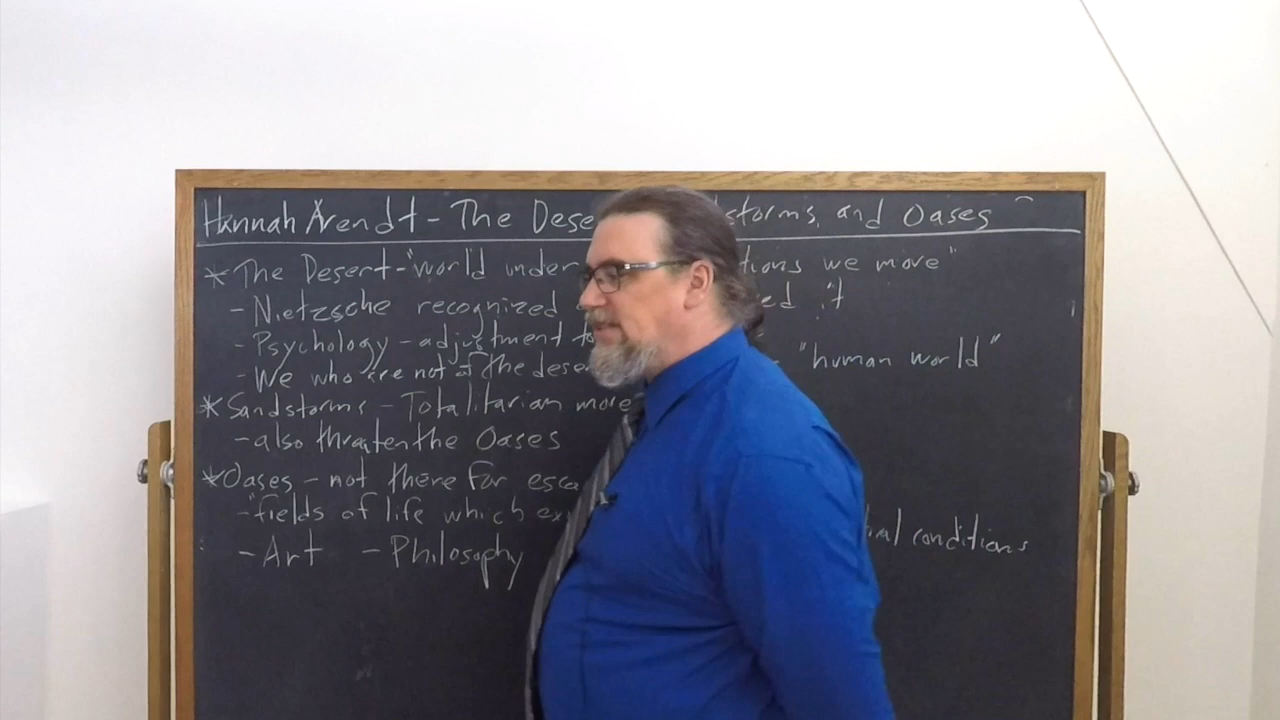 Hannah Arendt - The Dese storms, and Oases
* The Desert - "world under tions we move"
- Nietzsche recognized ed it
- Psychology - adjustment to
- We who are not of the dese "human world"
* Sandstorms - Totalitarian move
- also threaten the Oases
* Oases - not there for esca
- "fields of life which ex conditions
- Art - Philosophy